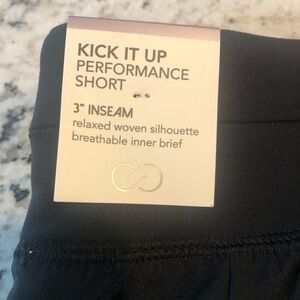 KICK IT UP
PERFORMANCE
SHORT
3" INSEAM
relaxed woven silhouette
breathable inner brief